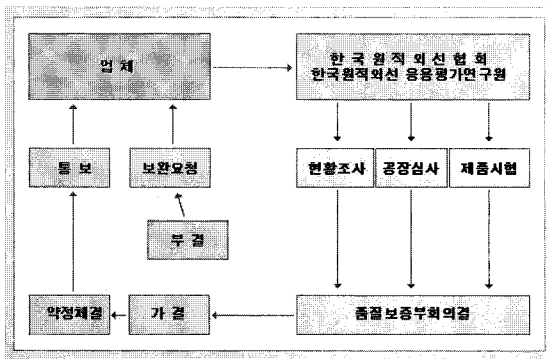 업 체
한 국 원 적 외 선 협 회
한국원적외선 응용평가연구원
통 보
보완요청
현황조사
공장심사
제품시험
부 결
약정체결
가 결
품질보증부회의결